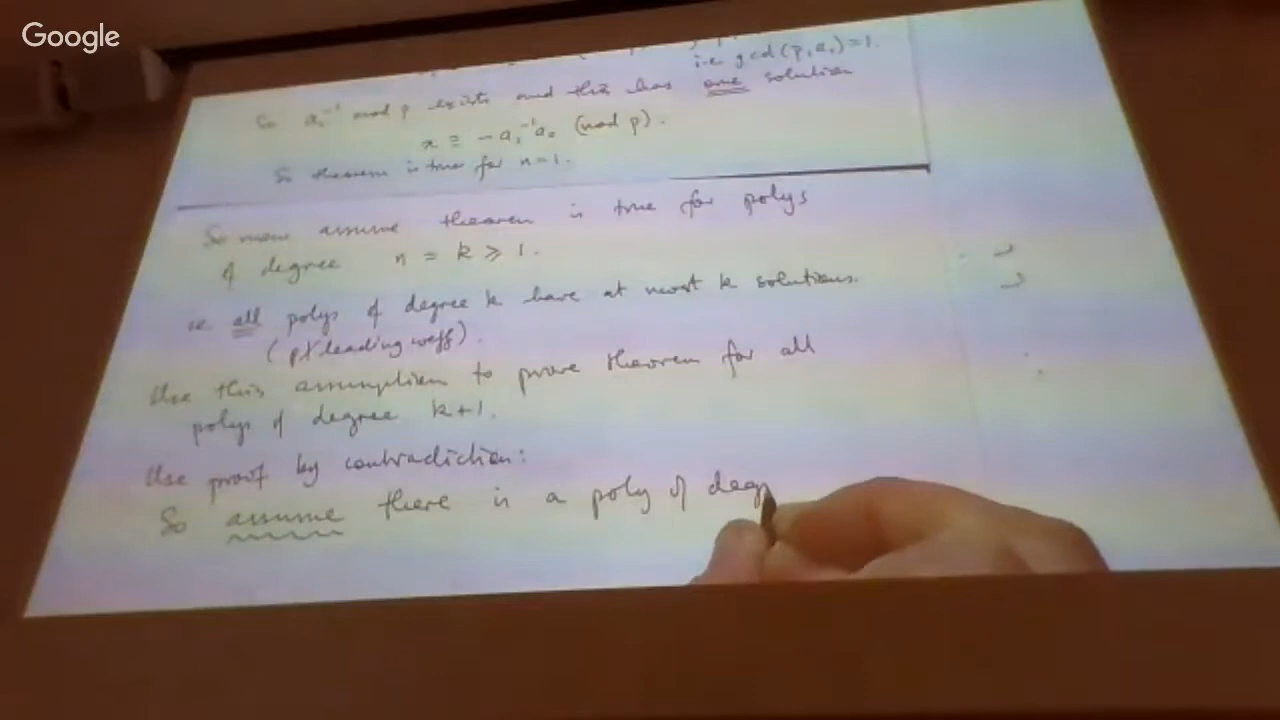 Google
i.e. gcd(p, a₁) = 1.
So a₁⁻¹ mod p exists and this has one solution
x ≡ -a₁⁻¹a₀ (mod p).
So theorem is true for n=1.
So now assume theorem is true for polys
of degree n = k ≥ 1.
i.e. all polys of degree k have at most k solutions.
(p∤leading coeff).
Use this assumption to prove theorem for all
polys of degree k+1.
Use proof by contradiction:
So assume there is a poly of deg